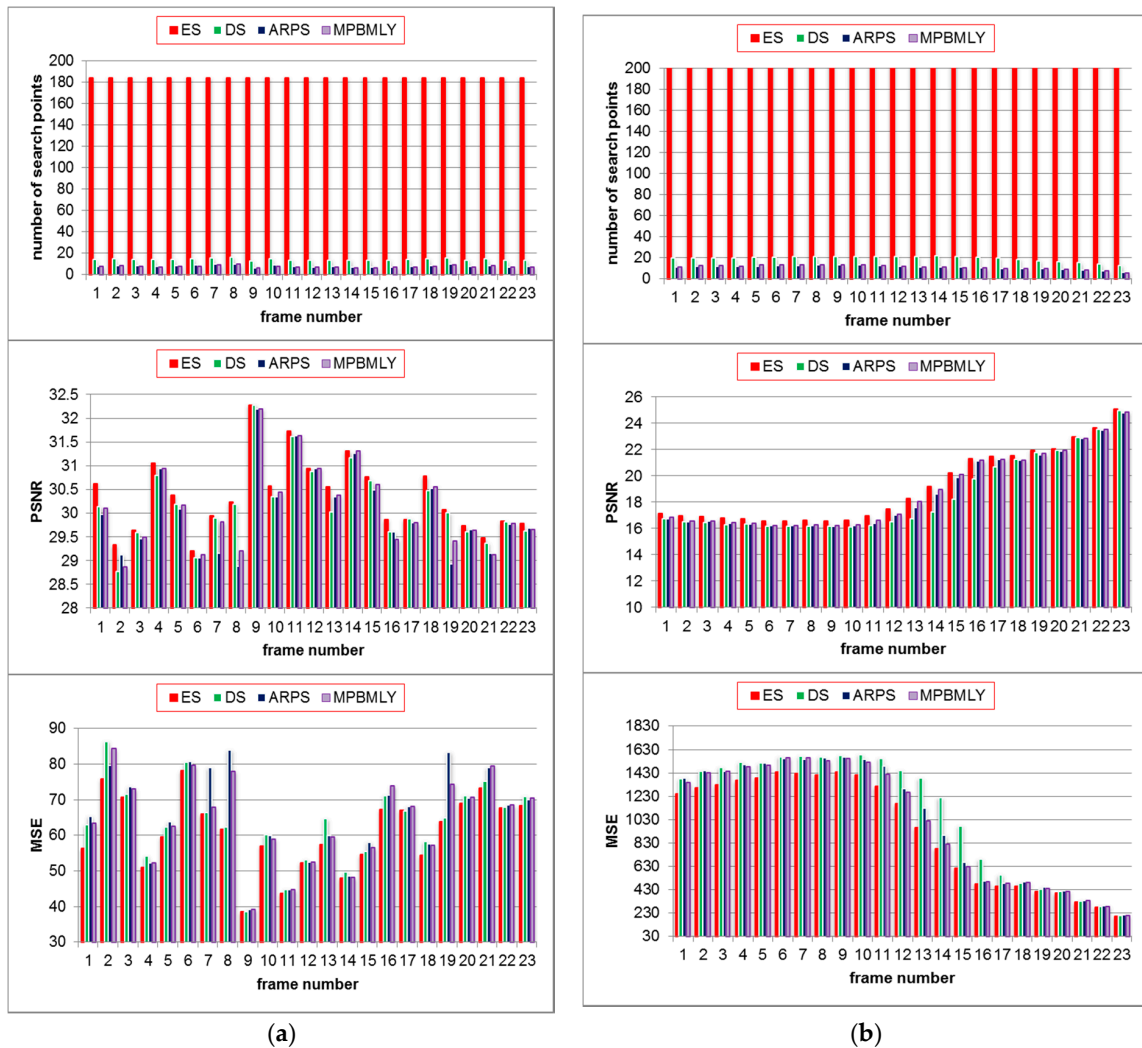 ES DS ARPS MPBMLY
number of search points
200
180
160
140
120
100
80
60
40
20
0
1 2 3 4 5 6 7 8 9 10 11 12 13 14 15 16 17 18 19 20 21 22 23
frame number
ES DS ARPS MPBMLY
PSNR
32.5
32
31.5
31
30.5
30
29.5
29
28.5
28
1 2 3 4 5 6 7 8 9 10 11 12 13 14 15 16 17 18 19 20 21 22 23
frame number
ES DS ARPS MPBMLY
MSE
90
80
70
60
50
40
30
1 2 3 4 5 6 7 8 9 10 11 12 13 14 15 16 17 18 19 20 21 22 23
frame number
(a)
ES DS ARPS MPBMLY
number of search points
200
180
160
140
120
100
80
60
40
20
0
1 2 3 4 5 6 7 8 9 10 11 12 13 14 15 16 17 18 19 20 21 22 23
frame number
ES DS ARPS MPBMLY
PSNR
26
24
22
20
18
16
14
12
10
1 2 3 4 5 6 7 8 9 10 11 12 13 14 15 16 17 18 19 20 21 22 23
frame number
ES DS ARPS MPBMLY
MSE
1830
1630
1430
1230
1030
830
630
430
230
30
1 2 3 4 5 6 7 8 9 10 11 12 13 14 15 16 17 18 19 20 21 22 23
frame number
(b)